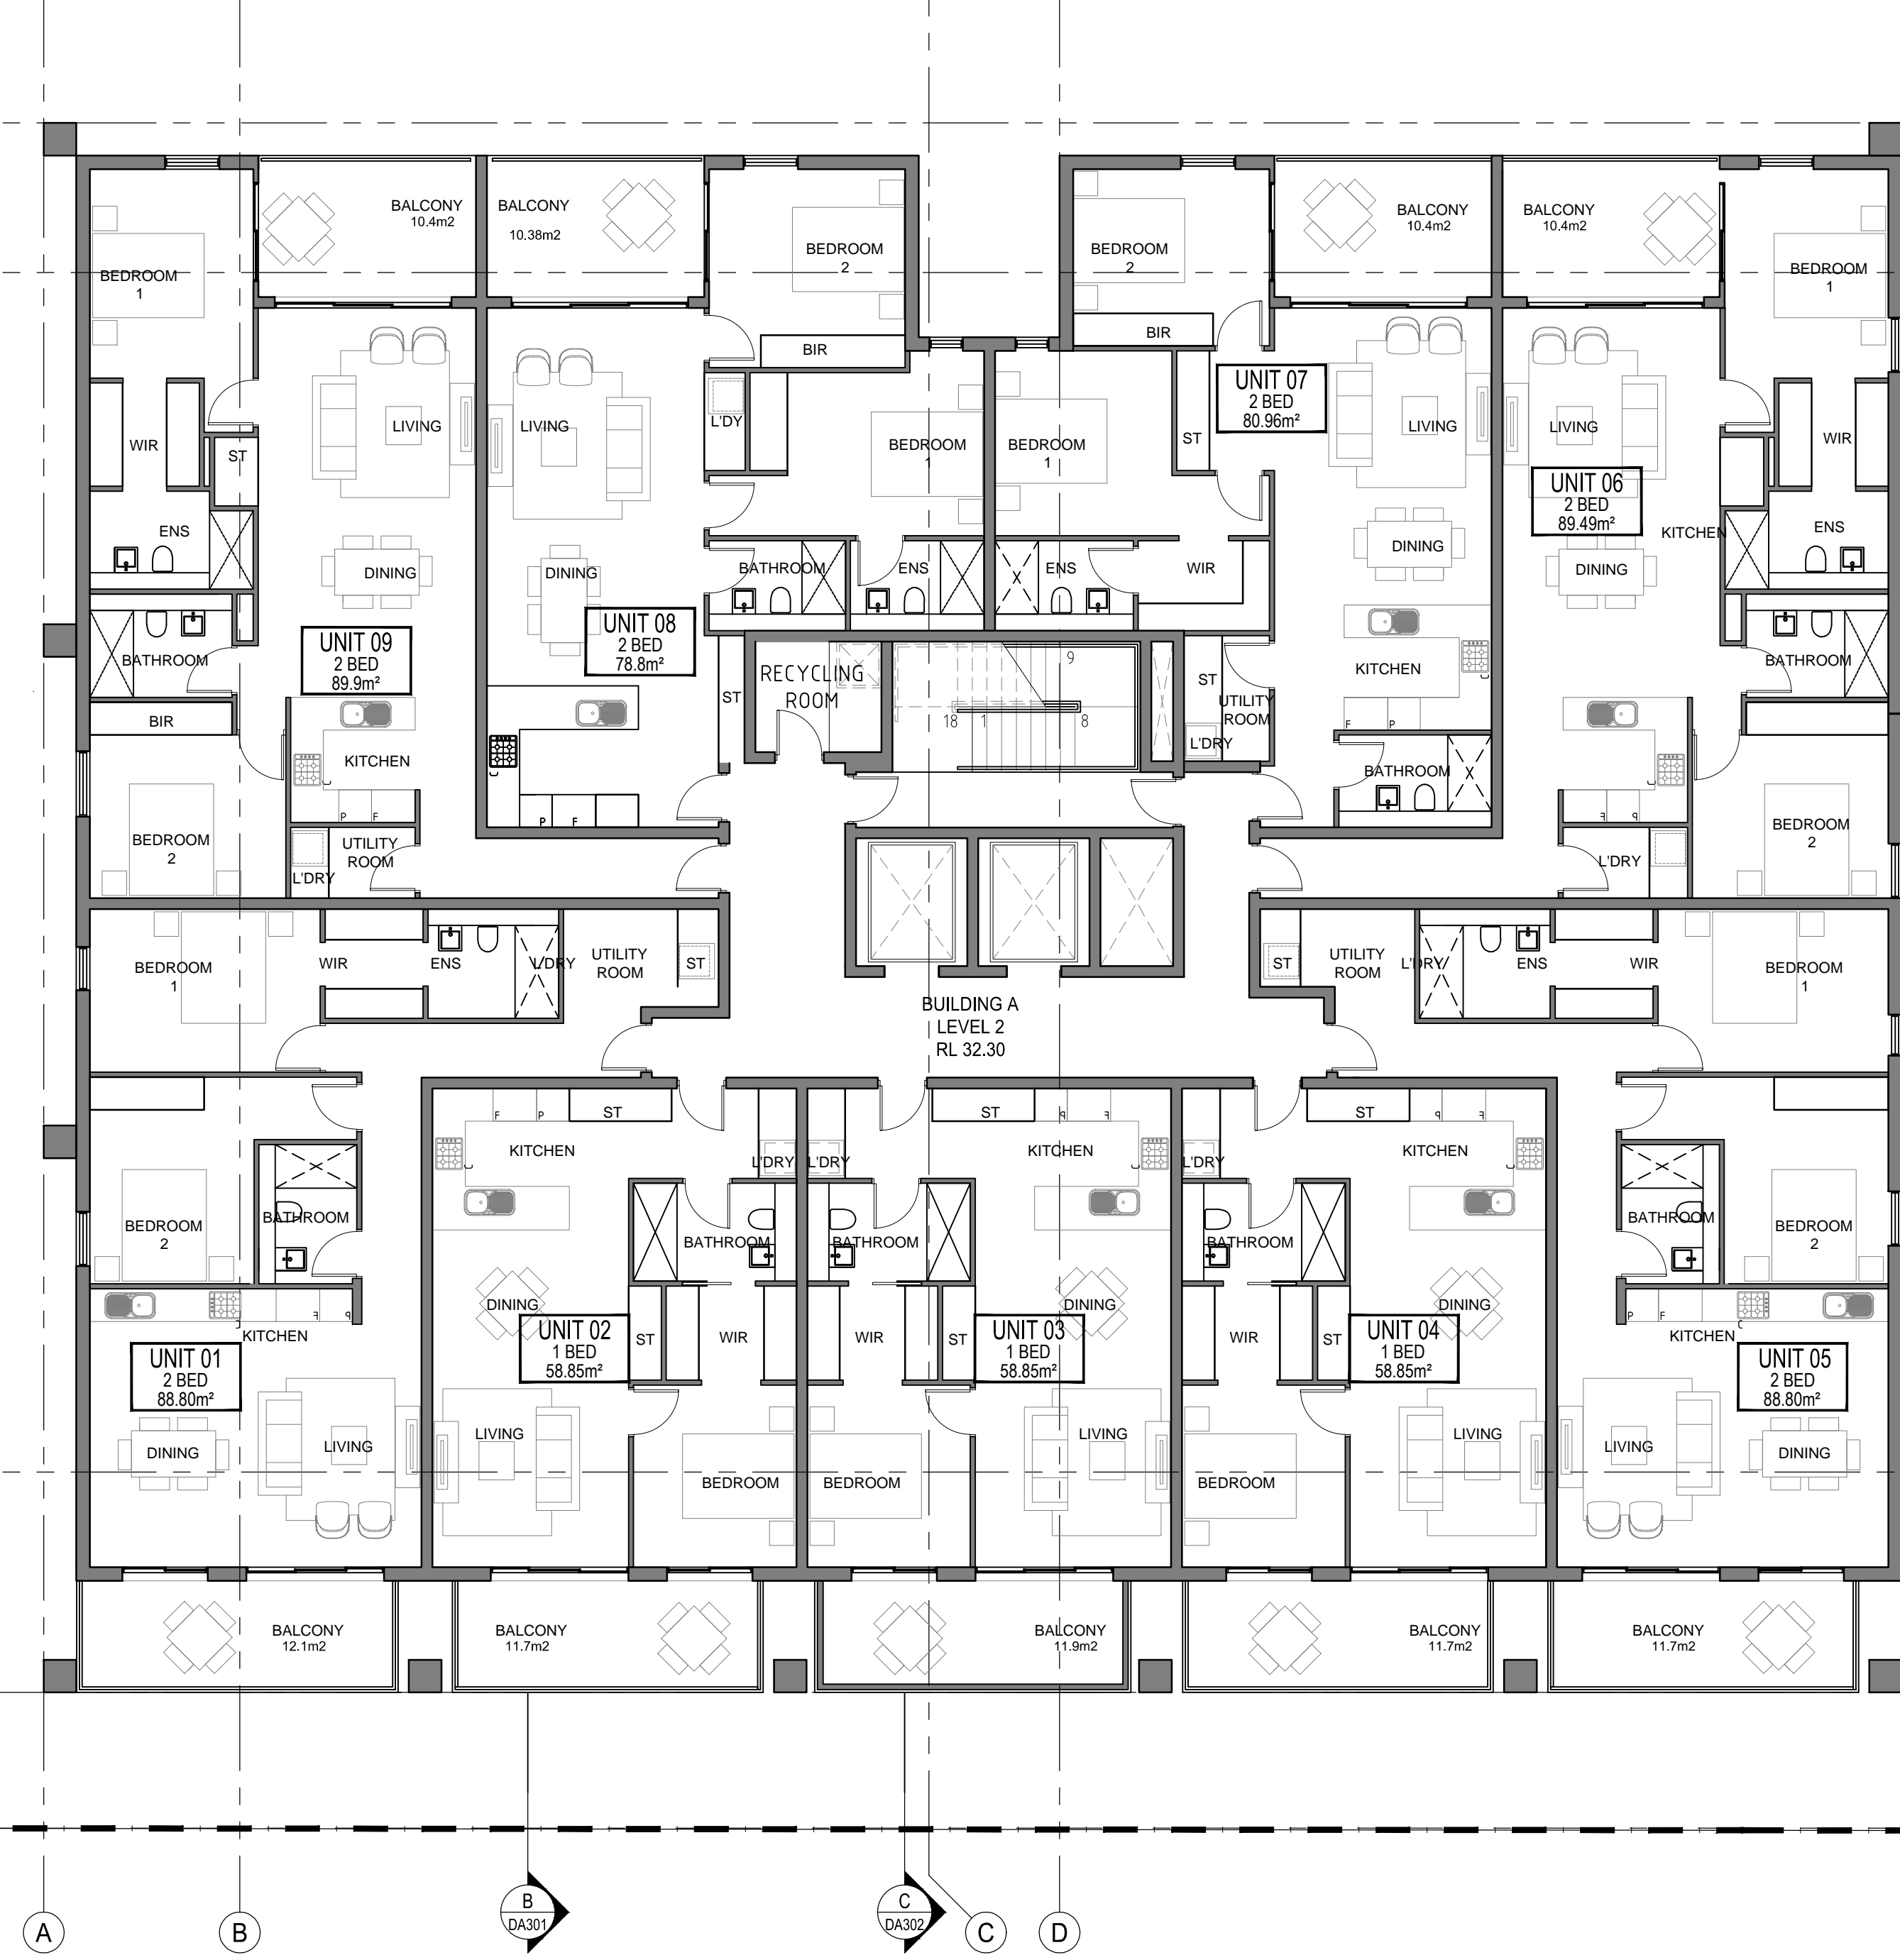 BALCONY
10.4m2
BALCONY
10.38m2
BALCONY
10.4m2
BALCONY
10.4m2
BEDROOM
1
BEDROOM
2
BEDROOM
2
BEDROOM
1
BIR
BIR
UNIT 07
2 BED
80.96m²
WIR
ST
LIVING
LIVING
L'DY
BEDROOM
1
BEDROOM
1
ST
LIVING
LIVING
WIR
UNIT 06
2 BED
89.49m²
KITCHEN
ENS
ENS
DINING
DINING
BATHROOM
ENS
ENS
WIR
DINING
DINING
UNIT 09
2 BED
89.9m²
UNIT 08
2 BED
78.8m²
BATHROOM
RECYCLING
ROOM
9
18
1
8
ST
ST
UTILITY
ROOM
L'DRY
KITCHEN
BATHROOM
BIR
KITCHEN
F
P
BATHROOM
P
F
P
F
F
P
BEDROOM
2
UTILITY
ROOM
L'DRY
L'DRY
BEDROOM
2
BEDROOM
1
WIR
ENS
L'DRY
UTILITY
ROOM
ST
ST
UTILITY
ROOM
L'DRY
ENS
WIR
BEDROOM
1
BUILDING A
LEVEL 2
RL 32.30
F
P
ST
ST
P
F
ST
P
F
KITCHEN
L'DRY
L'DRY
KITCHEN
L'DRY
KITCHEN
BEDROOM
2
BATHROOM
BATHROOM
BATHROOM
BATHROOM
BATHROOM
BEDROOM
2
F
P
KITCHEN
DINING
UNIT 02
1 BED
58.85m²
ST
WIR
WIR
ST
DINING
UNIT 03
1 BED
58.85m²
WIR
ST
DINING
UNIT 04
1 BED
58.85m²
P
F
KITCHEN
UNIT 01
2 BED
88.80m²
UNIT 05
2 BED
88.80m²
DINING
LIVING
LIVING
BEDROOM
BEDROOM
LIVING
BEDROOM
LIVING
LIVING
DINING
BALCONY
12.1m2
BALCONY
11.7m2
BALCONY
11.9m2
BALCONY
11.7m2
BALCONY
11.7m2
A
B
B
DA301
C
DA302
C
D